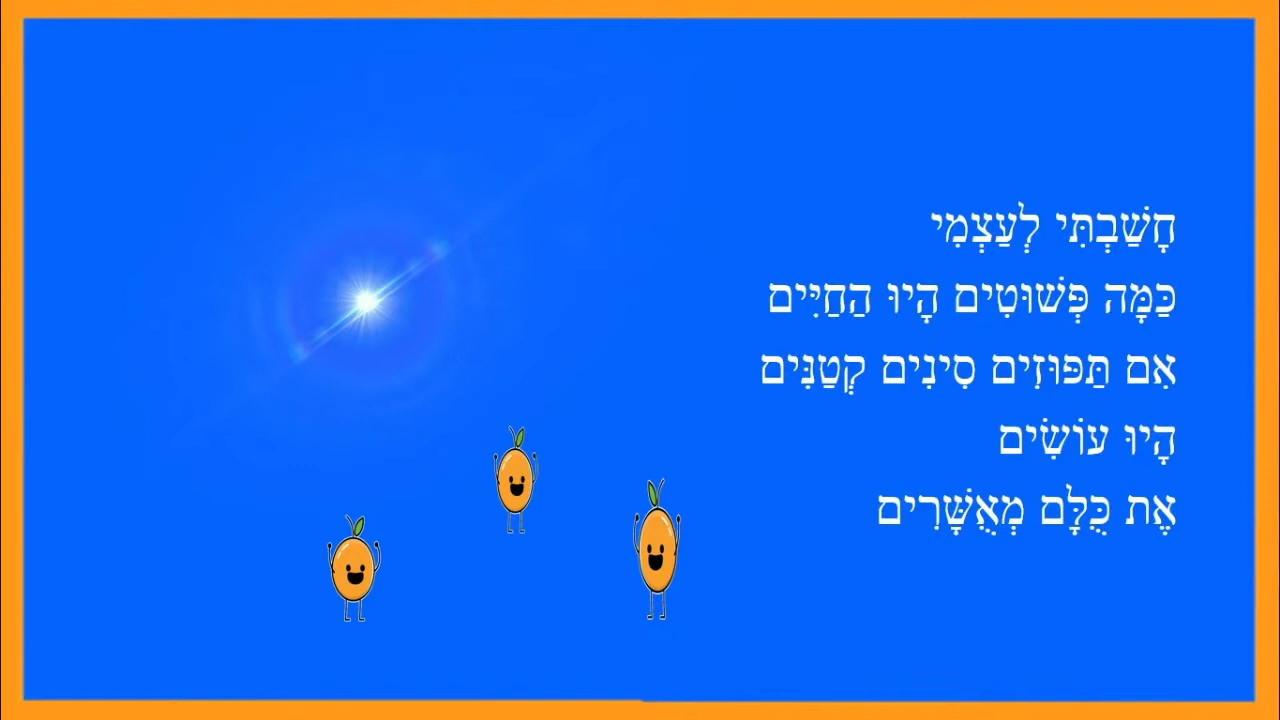 חָשַׁבְתִּי לְעַצְמִי
כַּמָּה פְּשׁוּטִים הָיוּ הַחַיִּים
אִם תַּפּוּזִים סִינִים קְטַנִּים
הָיוּ עוֹשִׂים
אֶת כֻּלָּם מְאֻשָּׁרִים